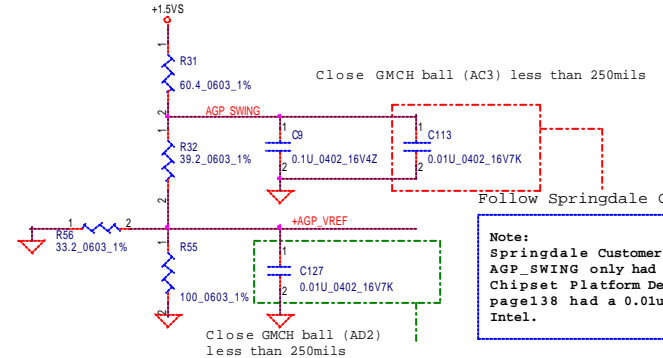 +1.5VS
1
R31
60.4_0603_1%
2
Close GMCH ball (AC3) less than 250mils
AGP_SWING
1
R32
39.2_0603_1%
2
1
C9
0.1U_0402_16V4Z
2
1
C113
0.01U_0402_16V7K
2
Follow Springdale C
1
2
R56
33.2_0603_1%
+AGP_VREF
1
R55
100_0603_1%
2
1
C127
0.01U_0402_16V7K
2
Close GMCH ball (AD2)
less than 250mils
Note:
Springdale Customer
AGP_SWING only had
Chipset Platform De
page138 had a 0.01u
Intel.